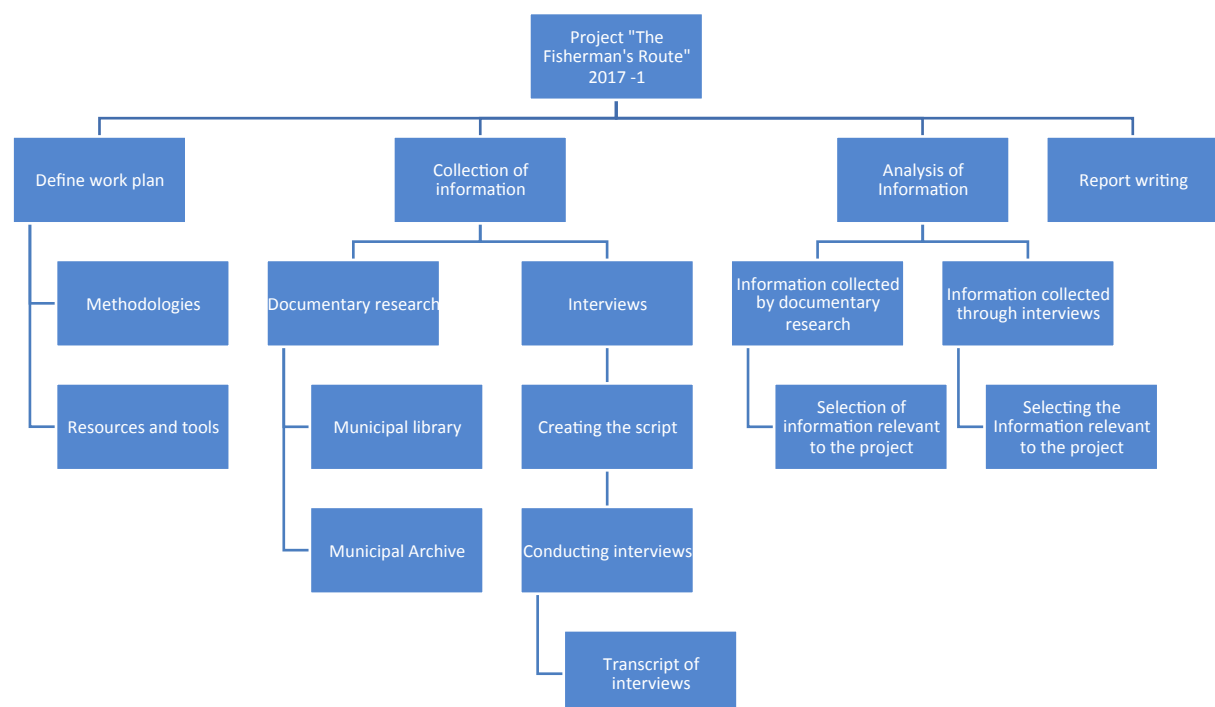 Project "The
Fisherman's Route"
2017 -1
Define work plan
Collection of
information
Analysis of
Information
Report writing
Methodologies
Documentary research
Interviews
Information collected
by documentary
research
Information collected
through interviews
Resources and tools
Municipal library
Creating the script
Selection of
information relevant
to the project
Selecting the
Information relevant
to the project
Municipal Archive
Conducting interviews
Transcript of
interviews